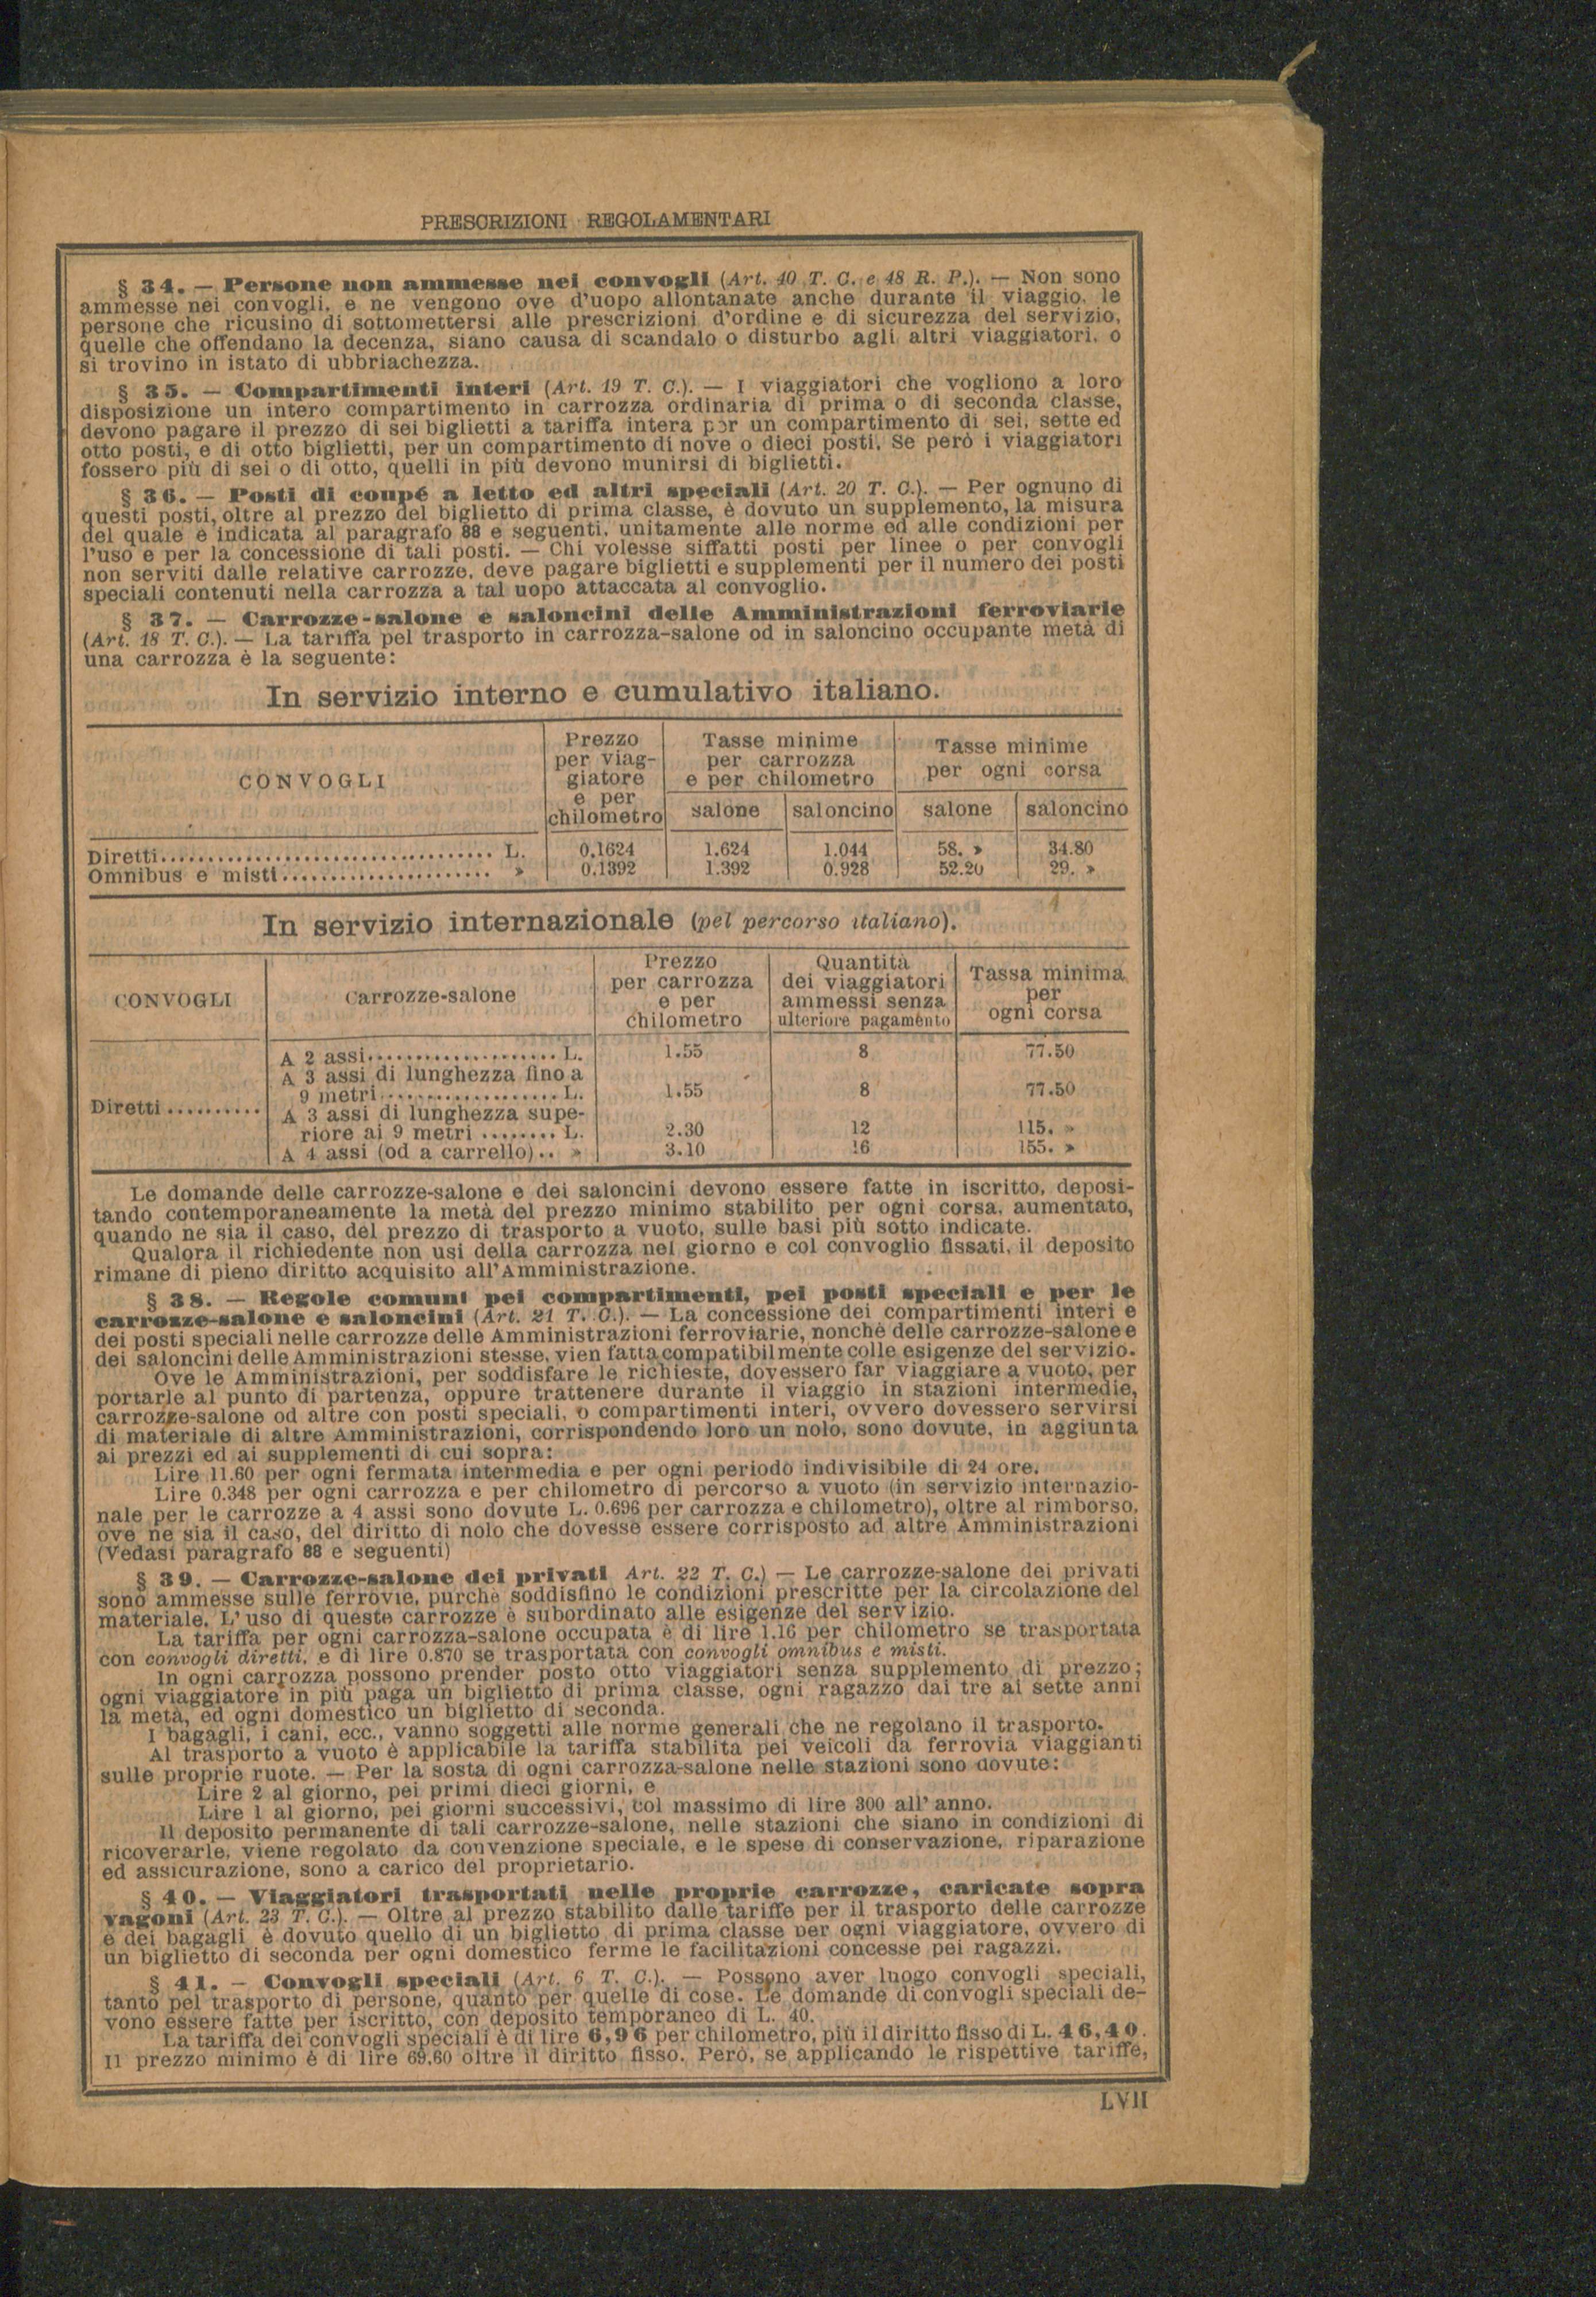 PRESCRIZIONI REGOLAMENTARI
§ 34. — Persone non ammesse nei convogli (Art. 40 T. C. e 48 R. P.). — Non sono
ammesse nei convogli, e ne vengono ove d'uopo allontanate anche durante il viaggio, le
persone che ricusino di sottomettersi alle prescrizioni d'ordine e di sicurezza del servizio,
quelle che offendano la decenza, siano causa di scandalo o disturbo agli altri viaggiatori, o
si trovino in istato di ubbriachezza.
§ 35. — Compartimenti interi (Art. 19 T. C.). — I viaggiatori che vogliono a loro
disposizione un intero compartimento in carrozza ordinaria di prima o di seconda classe,
devono pagare il prezzo di sei biglietti a tariffa intera per un compartimento di sei, sette ed
otto posti, e di otto biglietti, per un compartimento di nove o dieci posti. Se però i viaggiatori
fossero più di sei o di otto, quelli in più devono munirsi di biglietti.
§ 36. — Posti di coupé a letto ed altri speciali (Art. 20 T. C.). — Per ognuno di
questi posti, oltre al prezzo del biglietto di prima classe, è dovuto un supplemento, la misura
del quale è indicata al paragrafo 88 e seguenti, unitamente alle norme ed alle condizioni per
l'uso e per la concessione di tali posti. — Chi volesse siffatti posti per linee o per convogli
non serviti dalle relative carrozze, deve pagare biglietti e supplementi per il numero dei posti
speciali contenuti nella carrozza a tal uopo attaccata al convoglio.
§ 37. — Carrozze-salone e saloncini delle Amministrazioni ferroviarie
(Art. 18 T. C.). — La tariffa pel trasporto in carrozza-salone od in saloncino occupante metà di
una carrozza è la seguente:
In servizio interno e cumulativo italiano.
CONVOGLI | Prezzo per viag-giatore e per chilometro | Tasse minime per carrozza e per chilometro | Tasse minime per ogni corsa
salone | saloncino | salone | saloncino
Diretti.................................. L. 0.1624 1.624 1.044 58. » 34.80
Omnibus e misti...................... » 0.1392 1.392 0.928 52.20 29. »
In servizio internazionale (pel percorso italiano).
CONVOGLI | Carrozze-salone | Prezzo per carrozza e per chilometro | Quantità dei viaggiatori ammessi senza ulteriore pagamento | Tassa minima per ogni corsa
A 2 assi.................... L. 1.55 8 77.50
A 3 assi di lunghezza fino a
9 metri................... L. 1.55 8 77.50
Diretti ..........
A 3 assi di lunghezza supe-
riore ai 9 metri ........ L. 2.30 12 115. »
A 4 assi (od a carrello).. » 3.10 16 155. »
Le domande delle carrozze-salone e dei saloncini devono essere fatte in iscritto, deposi-
tando contemporaneamente la metà del prezzo minimo stabilito per ogni corsa, aumentato,
quando ne sia il caso, del prezzo di trasporto a vuoto, sulle basi più sotto indicate.
Qualora il richiedente non usi della carrozza nel giorno e col convoglio fissati, il deposito
rimane di pieno diritto acquisito all'Amministrazione.
§ 38. — Regole comuni pei compartimenti, pei posti speciali e per le
carrozze-salone e saloncini (Art. 21 T. C.). — La concessione dei compartimenti interi e
dei posti speciali nelle carrozze delle Amministrazioni ferroviarie, nonchè delle carrozze-salone e
dei saloncini delle Amministrazioni stesse, vien fatta compatibilmente colle esigenze del servizio.
Ove le Amministrazioni, per soddisfare le richieste, dovessero far viaggiare a vuoto, per
portarle al punto di partenza, oppure trattenere durante il viaggio in stazioni intermedie,
carrozze-salone od altre con posti speciali, o compartimenti interi, ovvero dovessero servirsi
di materiale di altre Amministrazioni, corrispondendo loro un nolo, sono dovute, in aggiunta
ai prezzi ed ai supplementi di cui sopra:
Lire 11.60 per ogni fermata intermedia e per ogni periodo indivisibile di 24 ore.
Lire 0.348 per ogni carrozza e per chilometro di percorso a vuoto (in servizio internazio-
nale per le carrozze a 4 assi sono dovute L. 0.696 per carrozza e chilometro), oltre al rimborso,
ove ne sia il caso, del diritto di nolo che dovesse essere corrisposto ad altre Amministrazioni
(Vedasi paragrafo 88 e seguenti)
§ 39. — Carrozze-salone dei privati Art. 22 T. C.) — Le carrozze-salone dei privati
sono ammesse sulle ferrovie, purchè soddisfino le condizioni prescritte per la circolazione del
materiale. L'uso di queste carrozze è subordinato alle esigenze del servizio.
La tariffa per ogni carrozza-salone occupata è di lire 1.16 per chilometro se trasportata
con convogli diretti, e di lire 0.870 se trasportata con convogli omnibus e misti.
In ogni carrozza possono prender posto otto viaggiatori senza supplemento di prezzo;
ogni viaggiatore in più paga un biglietto di prima classe, ogni ragazzo dai tre ai sette anni
la metà, ed ogni domestico un biglietto di seconda.
I bagagli, i cani, ecc., vanno soggetti alle norme generali che ne regolano il trasporto.
Al trasporto a vuoto è applicabile la tariffa stabilita pei veicoli da ferrovia viaggianti
sulle proprie ruote. — Per la sosta di ogni carrozza-salone nelle stazioni sono dovute:
Lire 2 al giorno, pei primi dieci giorni, e
Lire 1 al giorno, pei giorni successivi, col massimo di lire 300 all'anno.
Il deposito permanente di tali carrozze-salone, nelle stazioni che siano in condizioni di
ricoverarle, viene regolato da convenzione speciale, e le spese di conservazione, riparazione
ed assicurazione, sono a carico del proprietario.
§ 40. — Viaggiatori trasportati nelle proprie carrozze, caricate sopra
vagoni (Art. 23 T. C.). — Oltre al prezzo stabilito dalle tariffe per il trasporto delle carrozze
e dei bagagli è dovuto quello di un biglietto di prima classe per ogni viaggiatore, ovvero di
un biglietto di seconda per ogni domestico ferme le facilitazioni concesse pei ragazzi.
§ 41. — Convogli speciali (Art. 6 T. C.). — Possono aver luogo convogli speciali,
tanto pel trasporto di persone, quanto per quelle di cose. Le domande di convogli speciali de-
vono essere fatte per iscritto, con deposito temporaneo di L. 40.
La tariffa dei convogli speciali è di lire 6,96 per chilometro, più il diritto fisso di L. 46,40.
Il prezzo minimo è di lire 69.60 oltre il diritto fisso. Però, se applicando le rispettive tariffe,
LVII